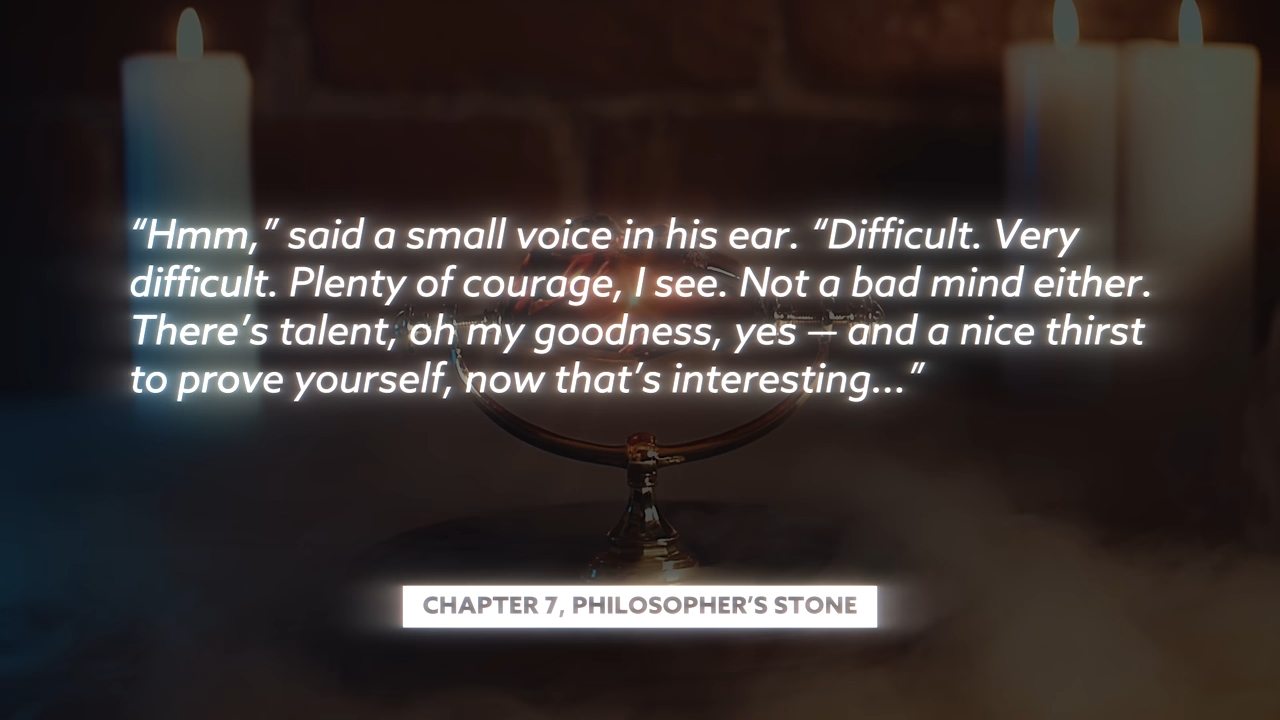 “Hmm,” said a small voice in his ear. “Difficult. Very
difficult. Plenty of courage, I see. Not a bad mind either.
There’s talent, oh my goodness, yes – and a nice thirst
to prove yourself, now that’s interesting...”
CHAPTER 7, PHILOSOPHER’S STONE